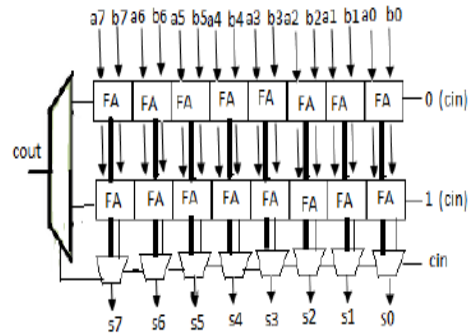 a7 b7 a6 b6 a5 b5 a4 b4 a3 b3 a2 b2 a1 b1 a0 b0
FA FA FA FA FA FA FA FA 0 (cin)
cout
FA FA FA FA FA FA FA FA 1 (cin)
cin
s7 s6 s5 s4 s3 s2 s1 s0